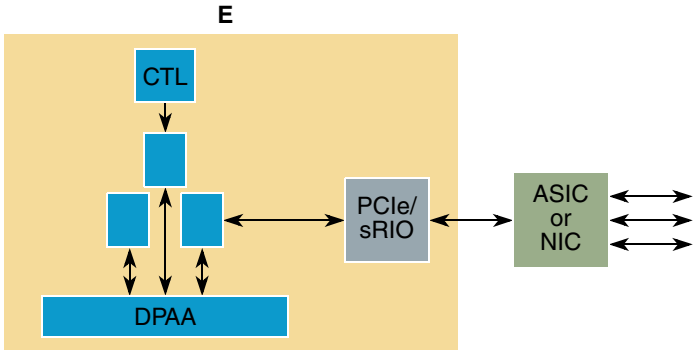 E
CTL
PCIe/
sRIO
ASIC
or
NIC
DPAA